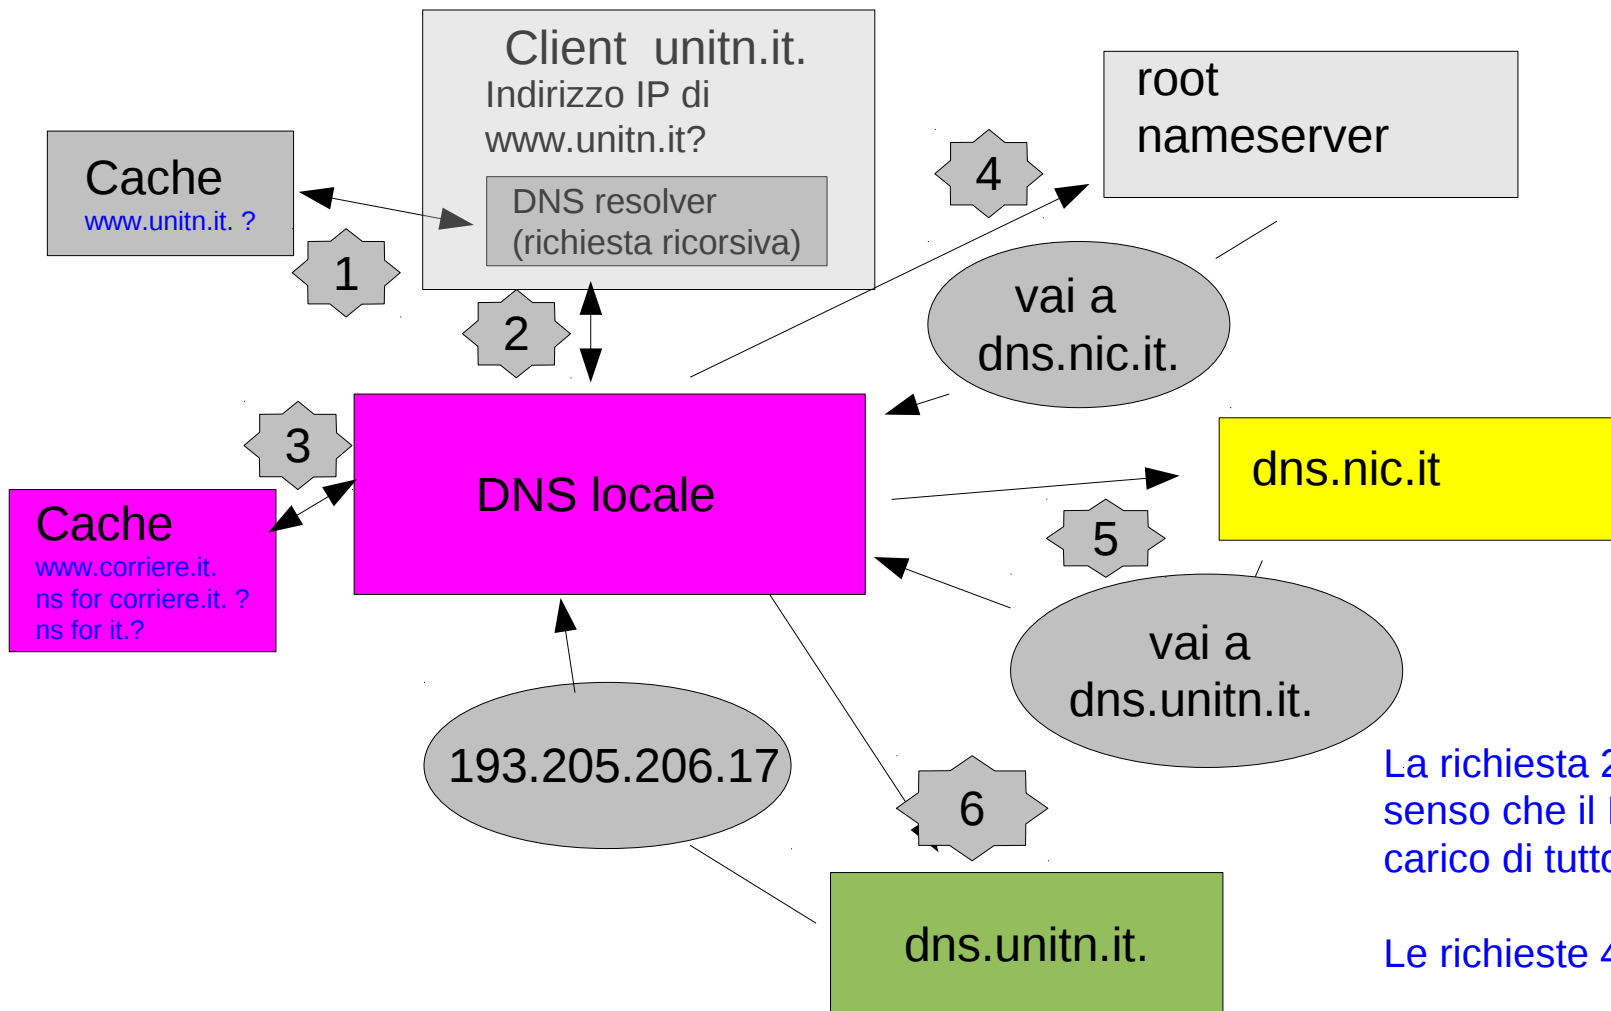 Client unitn.it.
Indirizzo IP di
www.unitn.it?
DNS resolver
(richiesta ricorsiva)
Cache
www.unitn.it. ?
1
2
root
nameserver
4
vai a
dns.nic.it.
3
Cache
www.corriere.it.
ns for corriere.it. ?
ns for it.?
DNS locale
dns.nic.it
5
vai a
dns.unitn.it.
193.205.206.17
6
dns.unitn.it.
La richiesta 2
senso che il
carico di tutto
Le richieste 4